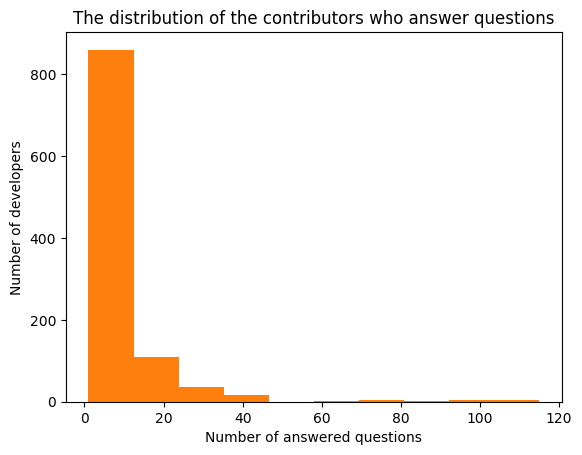 The distribution of the contributors who answer questions
Number of developers
800
600
400
200
0
0 20 40 60 80 100 120
Number of answered questions